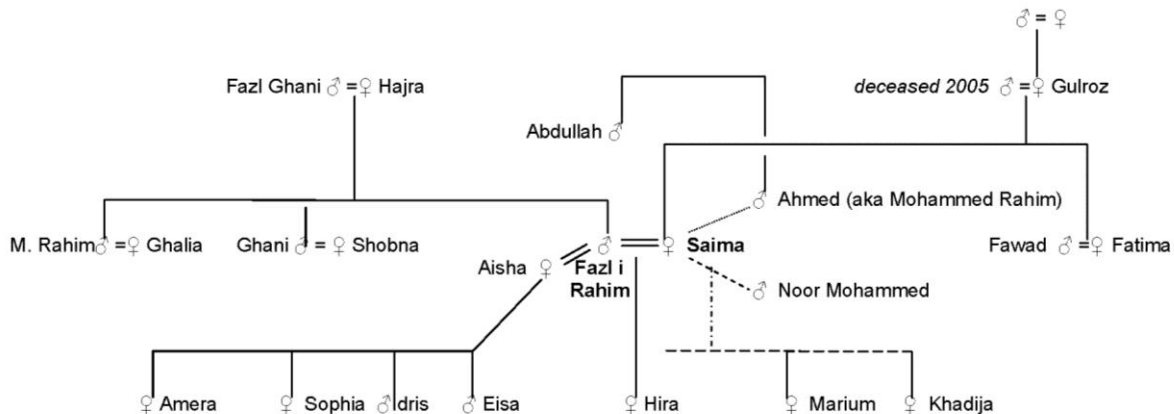 ♂ = ♀
Fazl Ghani ♂ = ♀ Hajra
deceased 2005 ♂ = ♀ Gulroz
Abdullah ♂
♂ Ahmed (aka Mohammed Rahim)
M. Rahim ♂ = ♀ Ghalia
Ghani ♂ = ♀ Shobna
♂ = ♀ Saima
Fawad ♂ = ♀ Fatima
Aisha ♀
Fazl i
Rahim
♂ Noor Mohammed
♀ Amera
♀ Sophia
♂ Idris
♂ Eisa
♀ Hira
♀ Marium
♀ Khadija